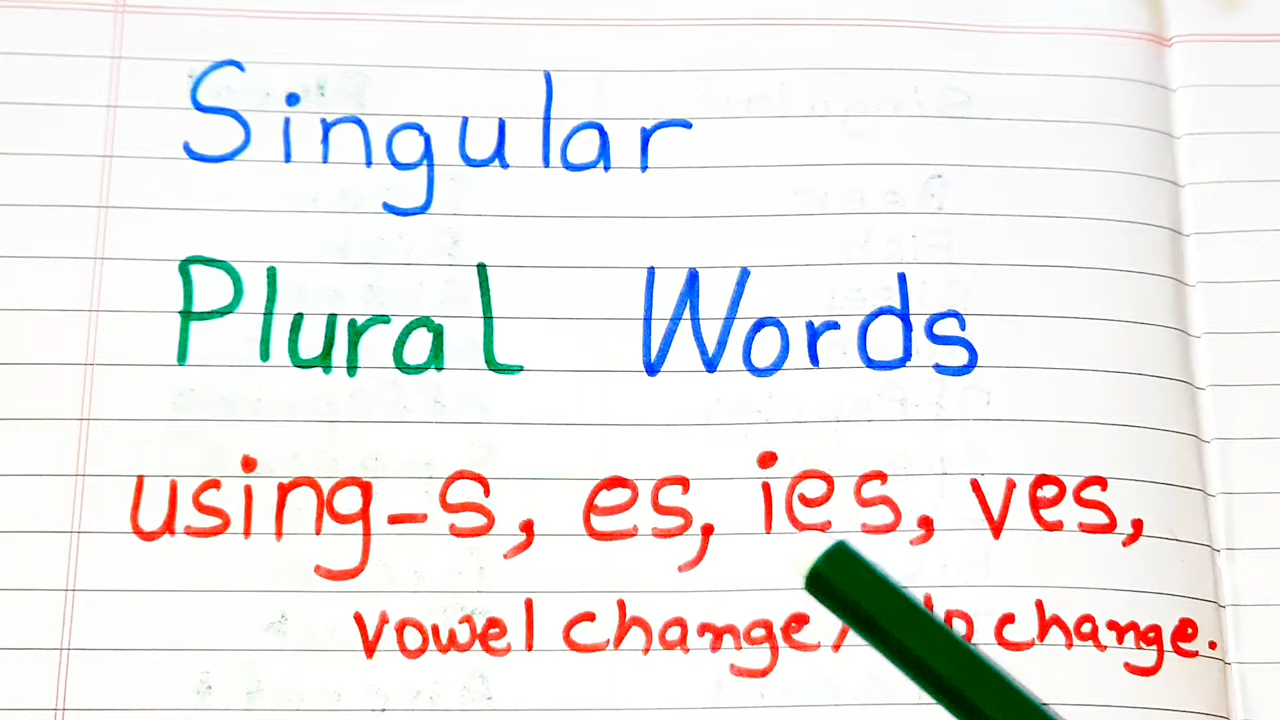 Singular
Plural Words
using-s, es, ies, ves,
vowel change/ change.